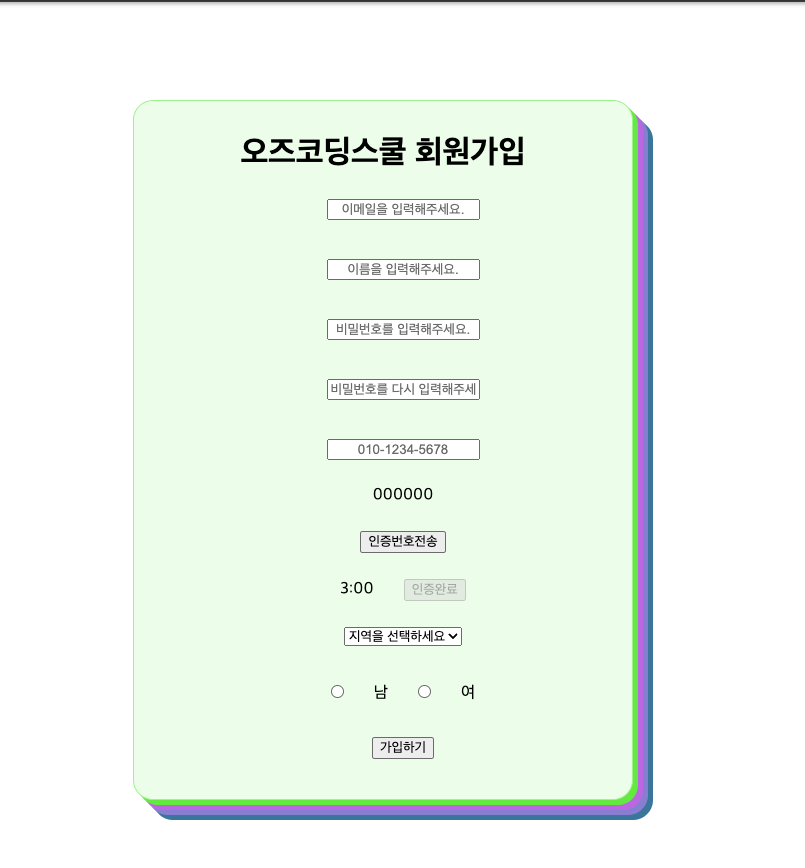 오즈코딩스쿨 회원가입
이메일을 입력해주세요.
이름을 입력해주세요.
비밀번호를 입력해주세요.
비밀번호를 다시 입력해주세
010-1234-5678
000000
인증번호전송
3:00 인증완료
지역을 선택하세요
남 여
가입하기